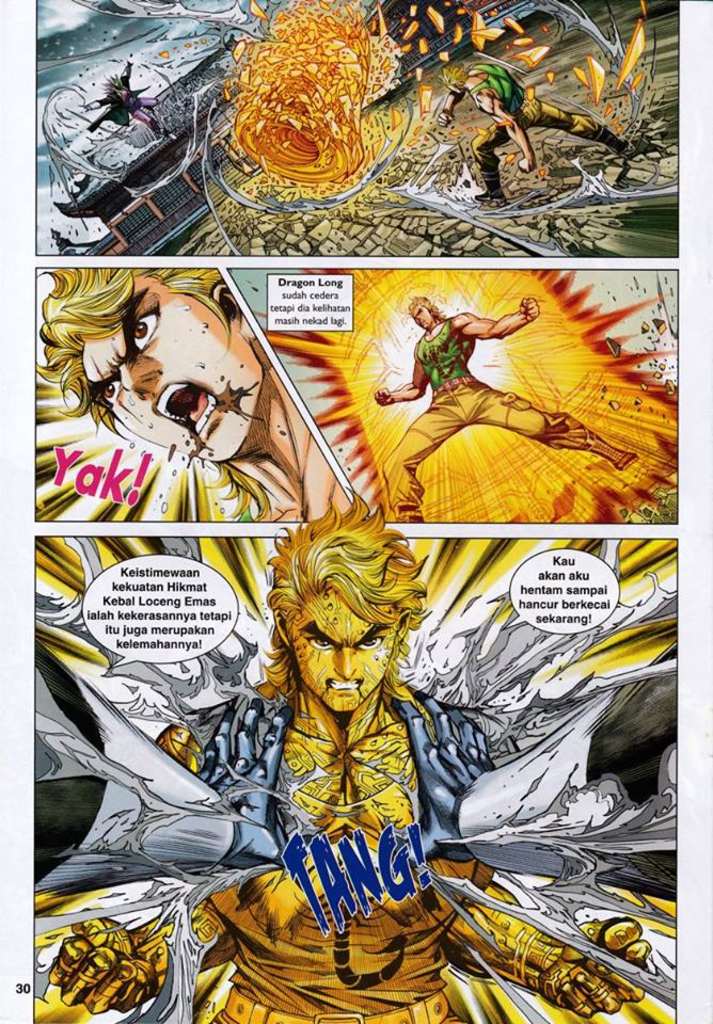 Dragon Long
sudah cedera
tetapi dia kelihatan
masih nekad lagi.
Yak!
Keistimewaan
kekuatan Hikmat
Kebal Loceng Emas
ialah kekerasannya tetapi
itu juga merupakan
kelemahannya!
Kau
akan aku
hentam sampai
hancur berkecai
sekarang!
TANG!
30